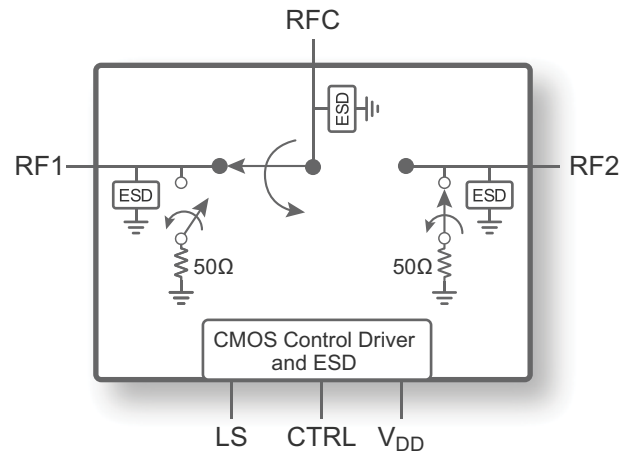 RFC
ESD
RF1
RF2
ESD
ESD
50Ω
50Ω
CMOS Control Driver
and ESD
LS CTRL VDD